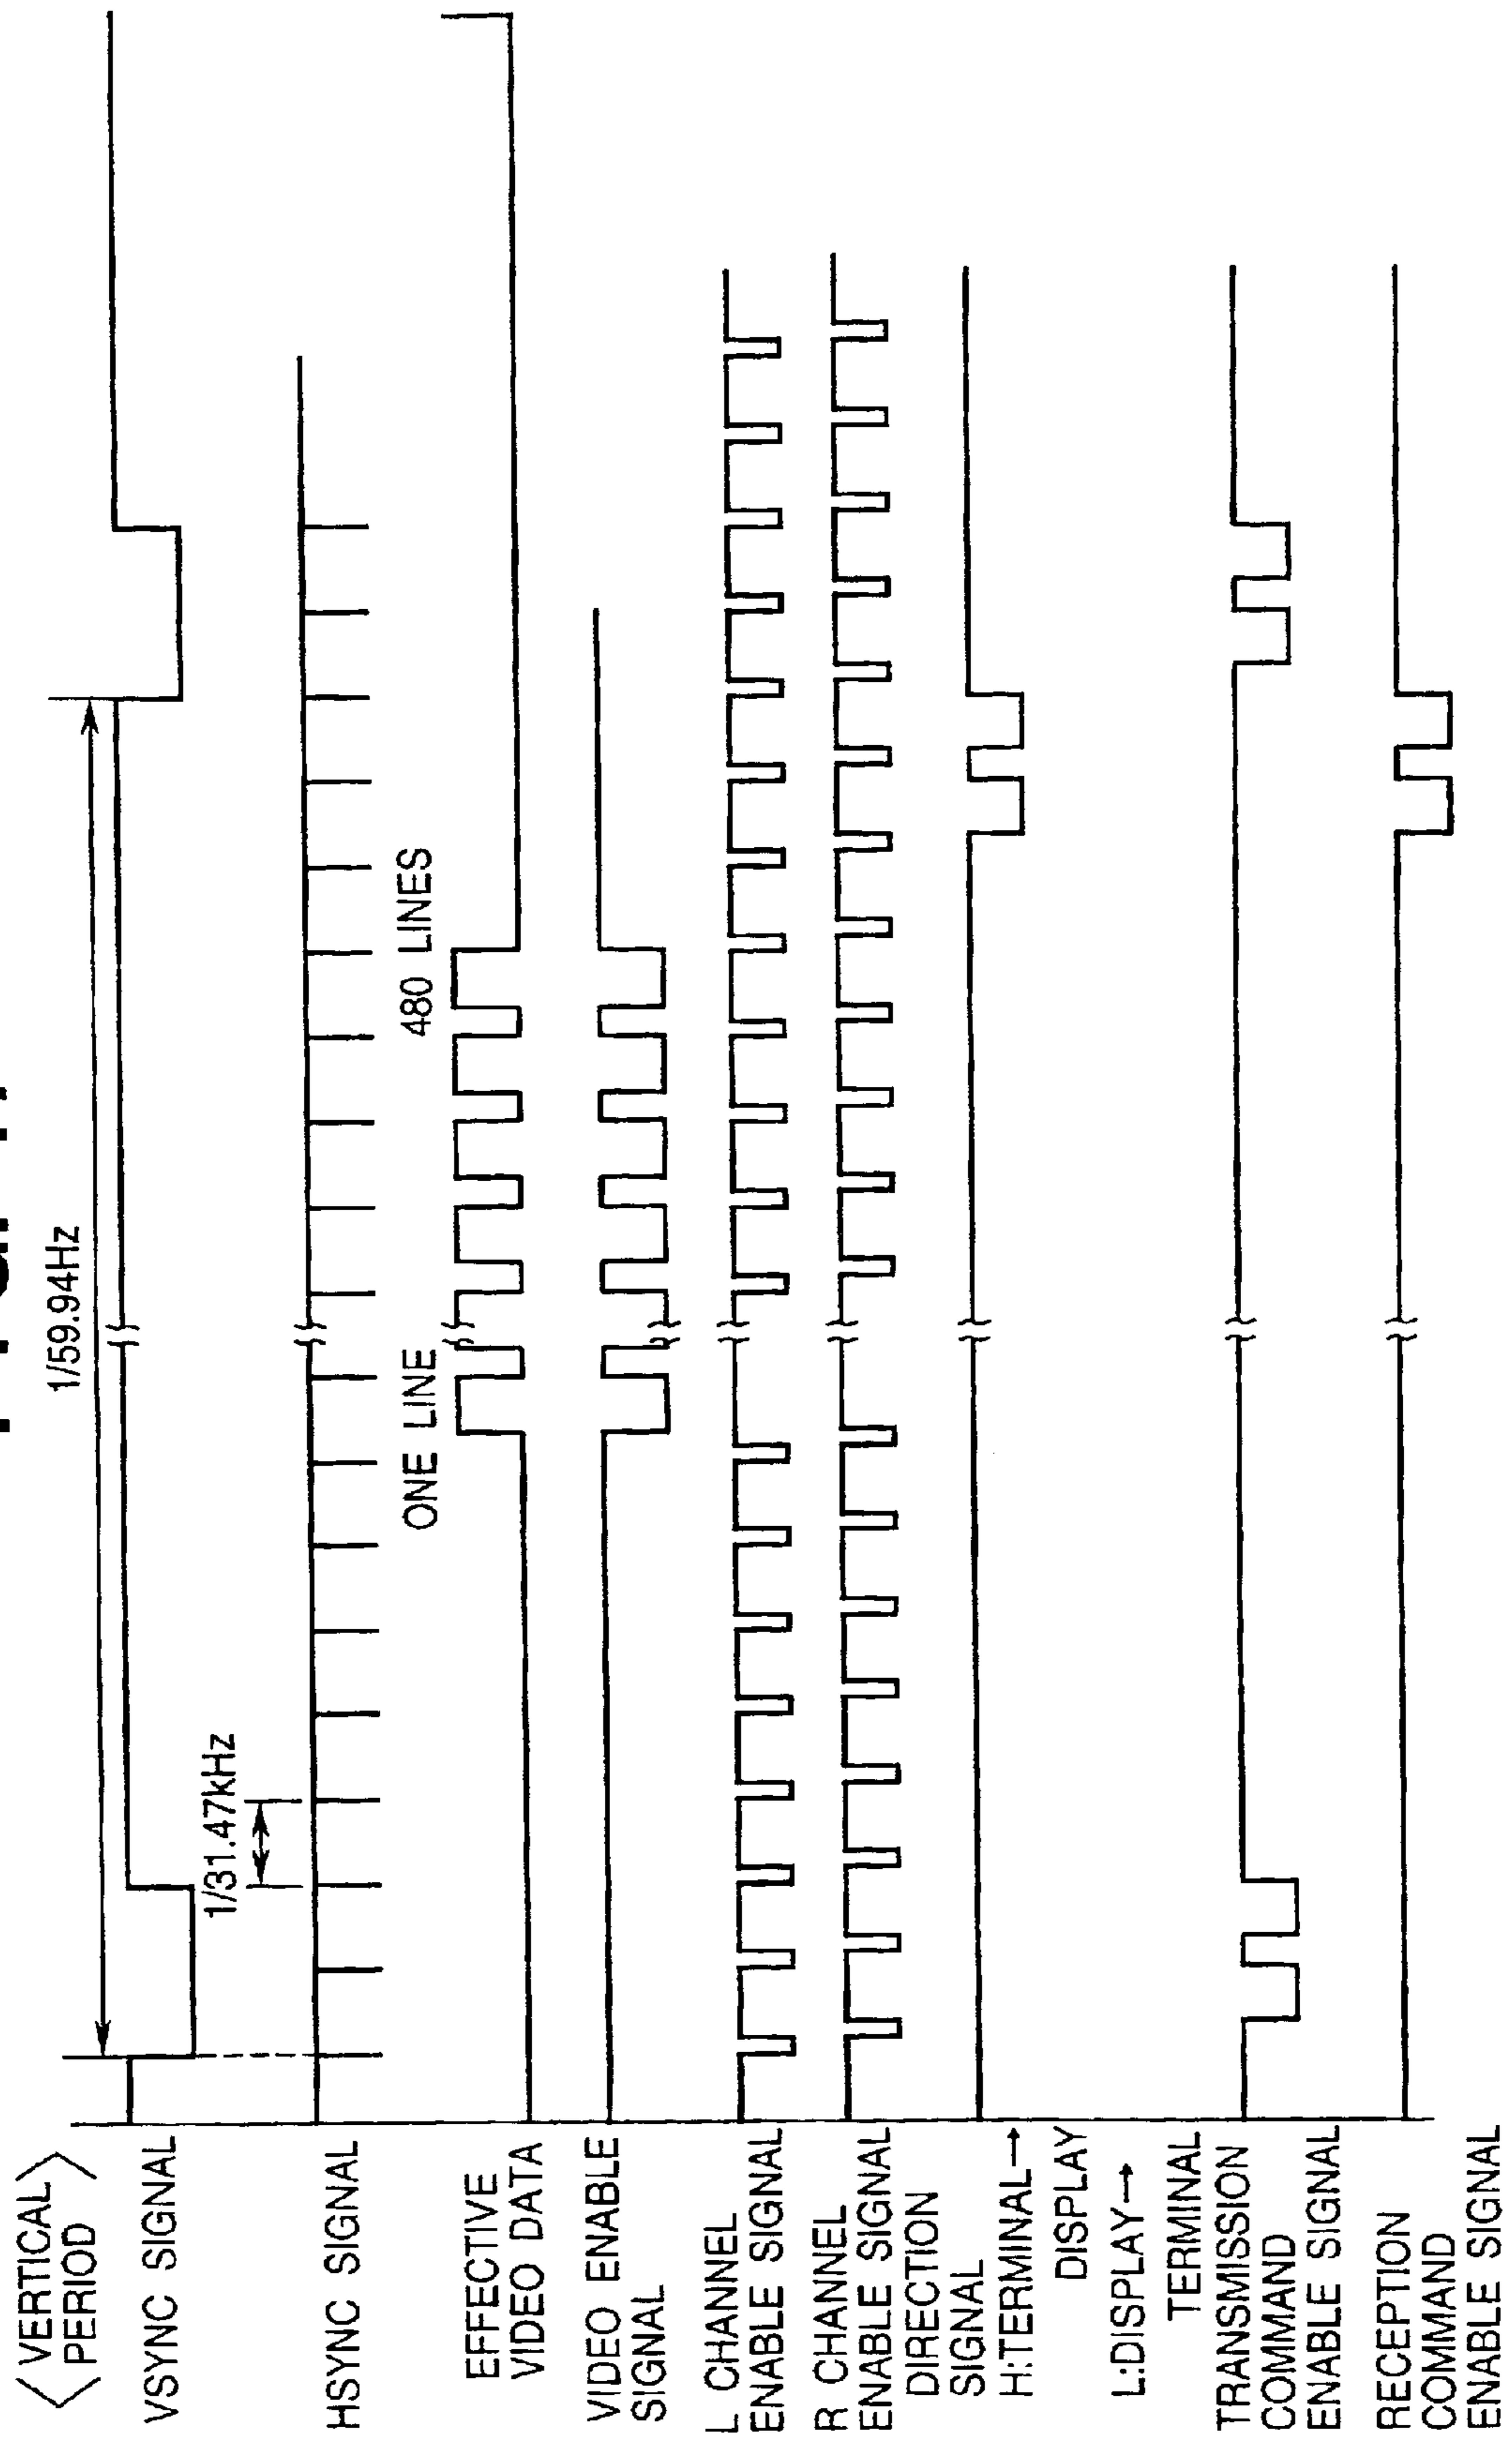 < VERTICAL
PERIOD >
1/59.94Hz
VSYNC SIGNAL
1/31.47kHz
HSYNC SIGNAL
ONE LINE
480 LINES
EFFECTIVE
VIDEO DATA
VIDEO ENABLE
SIGNAL
L CHANNEL
ENABLE SIGNAL
R CHANNEL
ENABLE SIGNAL
DIRECTION
SIGNAL
H:TERMINAL→
DISPLAY
L:DISPLAY→
TERMINAL
TRANSMISSION
COMMAND
ENABLE SIGNAL
RECEPTION
COMMAND
ENABLE SIGNAL